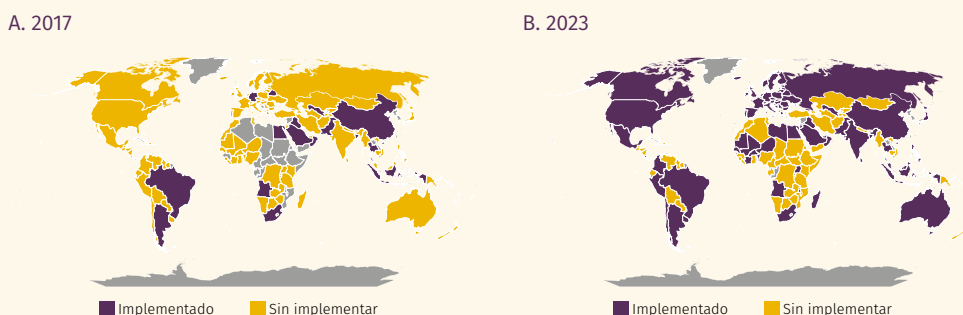 A. 2017
B. 2023
Implementado
Sin implementar
Implementado
Sin implementar